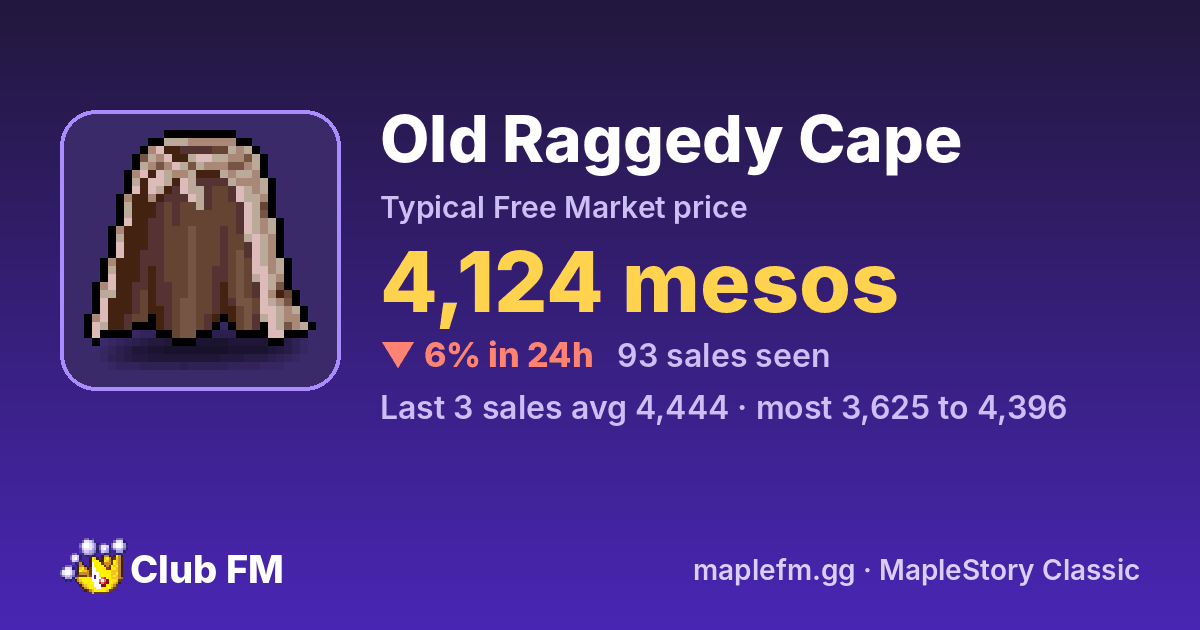 Old Raggedy Cape
Typical Free Market price
4,124 mesos
▼ 6% in 24h 93 sales seen
Last 3 sales avg 4,444 · most 3,625 to 4,396
Club FM
maplefm.gg · MapleStory Classic